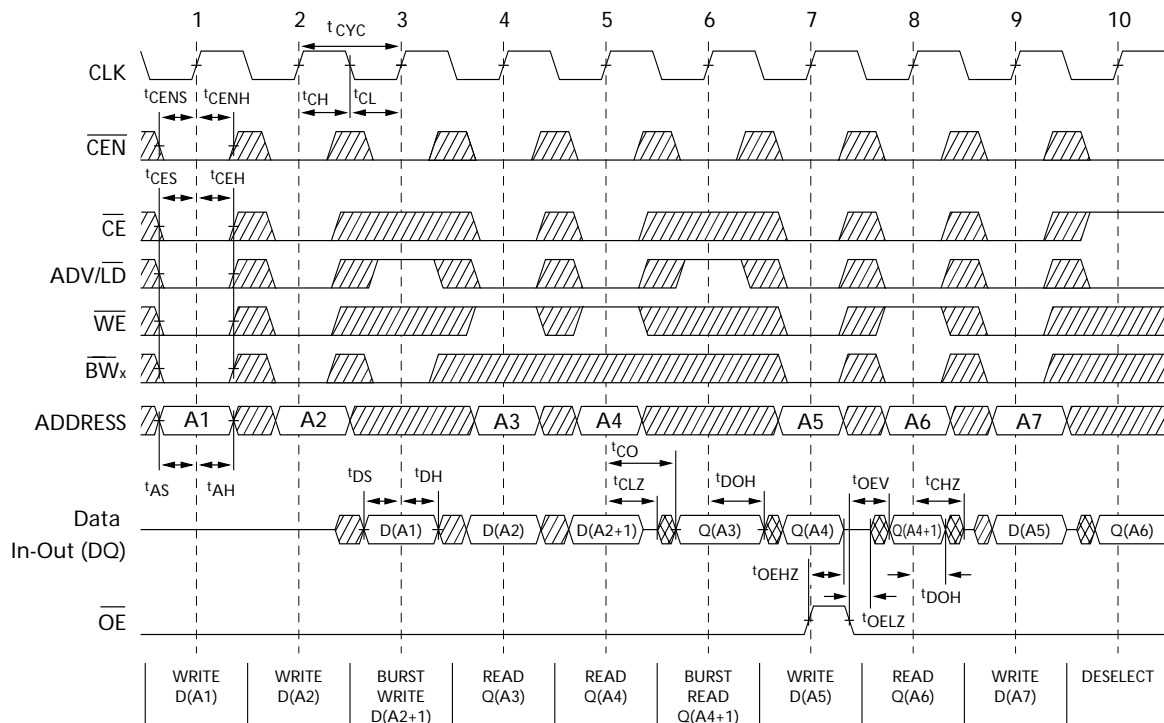 1 2 3 4 5 6 7 8 9 10
tCYC
CLK
tCENS tCENH tCH tCL
CEN
tCES tCEH
CE
ADV/LD
WE
BWx
ADDRESS A1 A2 A3 A4 A5 A6 A7
tCO
tAS tAH tDS tDH tCLZ tDOH tOEV tCHZ
Data
In-Out (DQ)
D(A1) D(A2) D(A2+1) Q(A3) Q(A4) Q(A4+1) D(A5) Q(A6)
tOEHZ tDOH
tOELZ
OE
WRITE
D(A1)
WRITE
D(A2)
BURST
WRITE
D(A2+1)
READ
Q(A3)
READ
Q(A4)
BURST
READ
Q(A4+1)
WRITE
D(A5)
READ
Q(A6)
WRITE
D(A7)
DESELECT